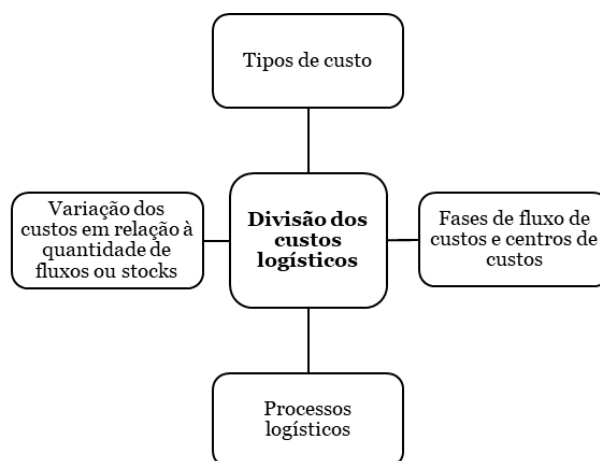 Tipos de custo
Variação dos
custos em relação à
quantidade de
fluxos ou stocks
Divisão dos
custos
logísticos
Fases de fluxo de
custos e centros de
custos
Processos
logísticos